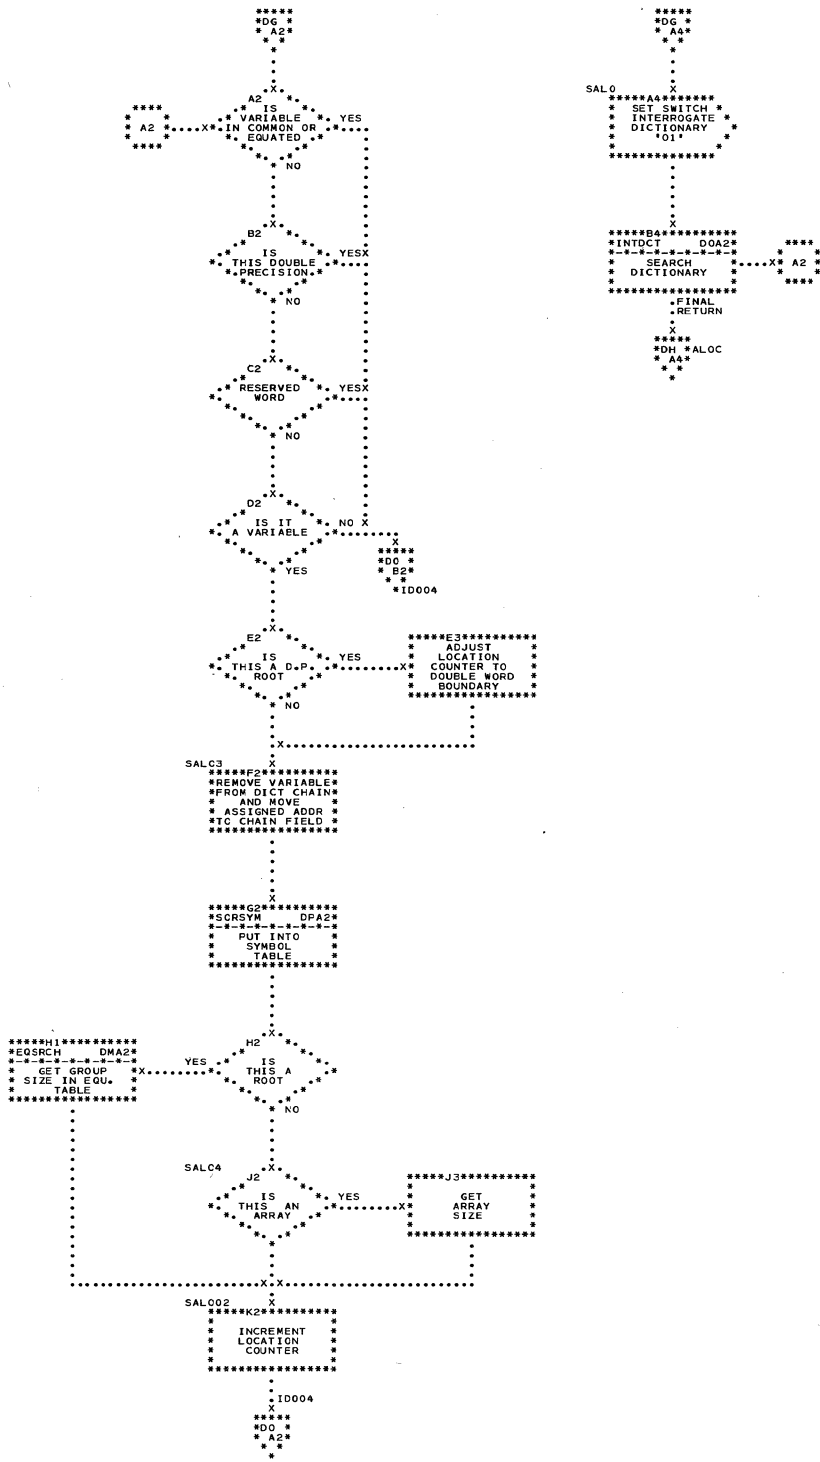 DG
A2
A2
IS
VARIABLE
IN COMMON OR
EQUATED
YES
A2
NO
B2
IS
THIS DOUBLE
PRECISION
YES
NO
C2
RESERVED
WORD
YES
NO
D2
IS IT
A VARIABLE
NO
YES
DO
B2
ID004
E2
IS
THIS A D.P.
ROOT
YES
NO
E3
ADJUST
LOCATION
COUNTER TO
DOUBLE WORD
BOUNDARY
SALC3
F2
REMOVE VARIABLE
FROM DICT CHAIN
AND MOVE
ASSIGNED ADDR
TC CHAIN FIELD
G2
SCRSYM DPA2
PUT INTO
SYMBOL
TABLE
H1
EQSRCH DMA2
GET GROUP
SIZE IN EQU.
TABLE
YES
H2
IS
THIS A
ROOT
NO
SALC4
J2
IS
THIS AN
ARRAY
YES
J3
GET
ARRAY
SIZE
SALO02
K2
INCREMENT
LOCATION
COUNTER
ID004
DO
A2
DG
A4
SALO
A4
SET SWITCH
INTERROGATE
DICTIONARY
'01'
B4
INTDCT DOA2
SEARCH
DICTIONARY
A2
FINAL
RETURN
DH ALOC
A4